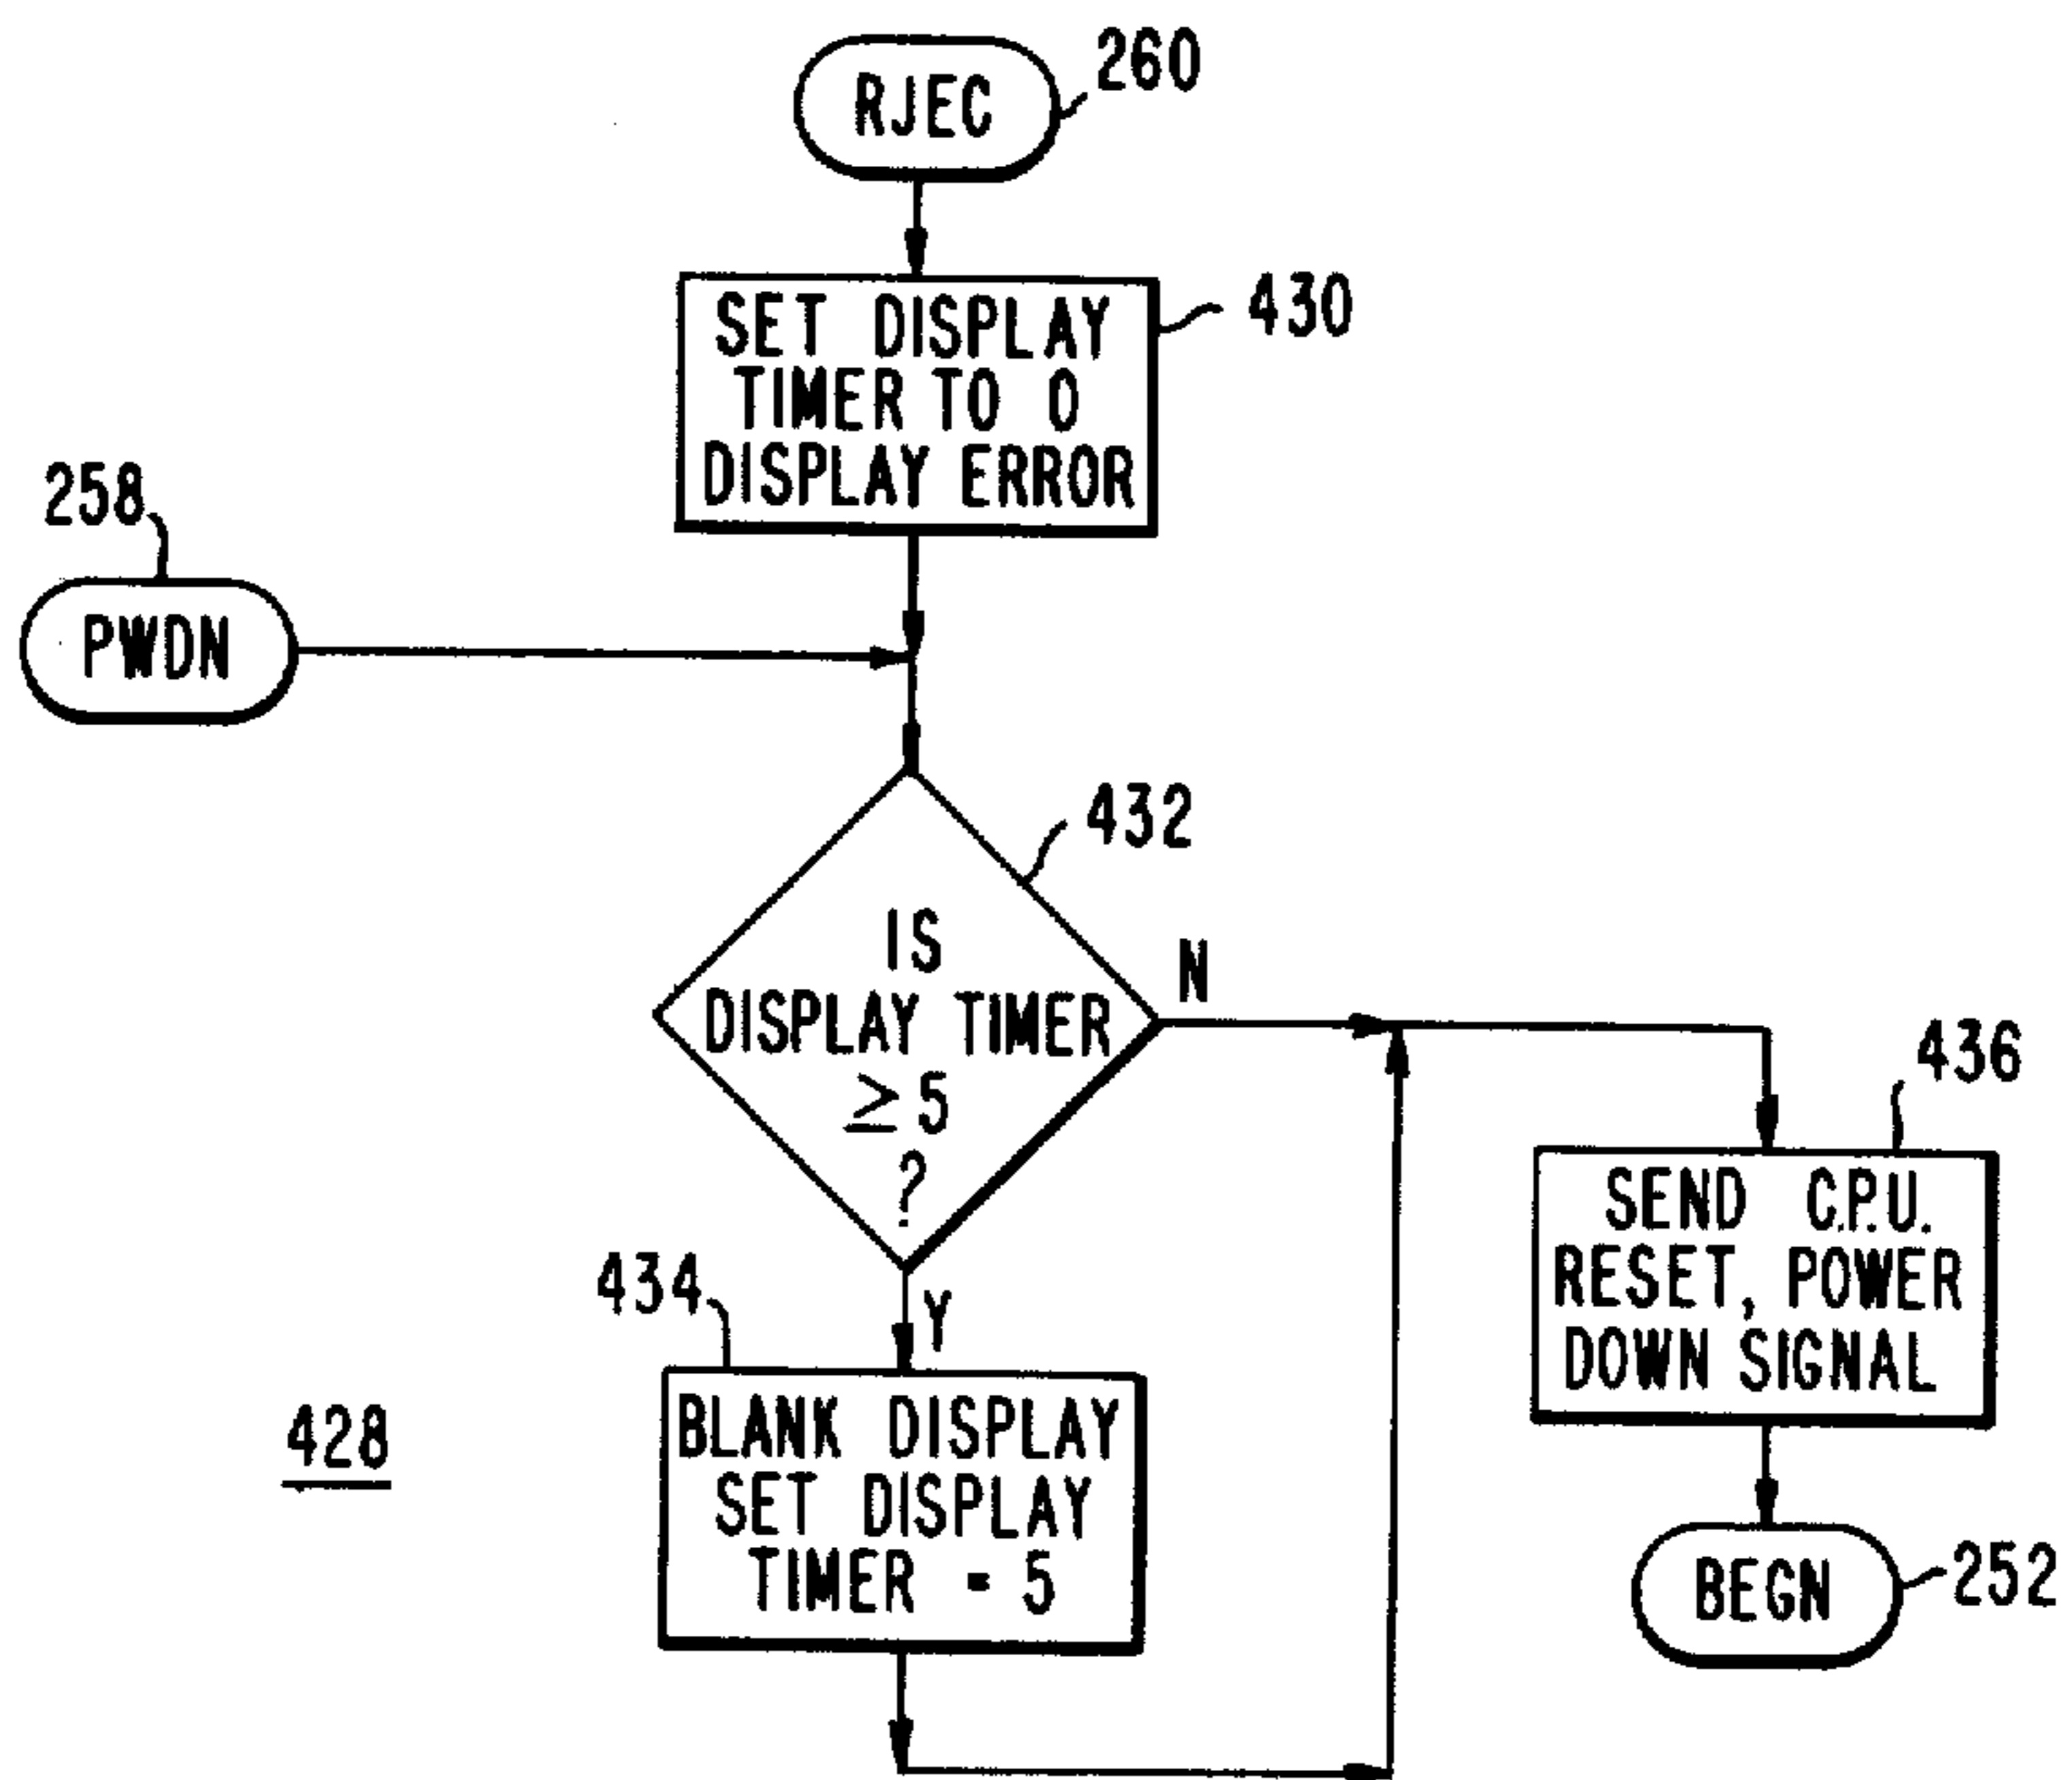 RJEC
260
SET DISPLAY
TIMER TO 0
DISPLAY ERROR
430
258
PWDN
432
IS
DISPLAY TIMER
≥ 5
?
N
Y
436
SEND C.P.U.
RESET, POWER
DOWN SIGNAL
434
BLANK DISPLAY
SET DISPLAY
TIMER = 5
428
BEGN
252